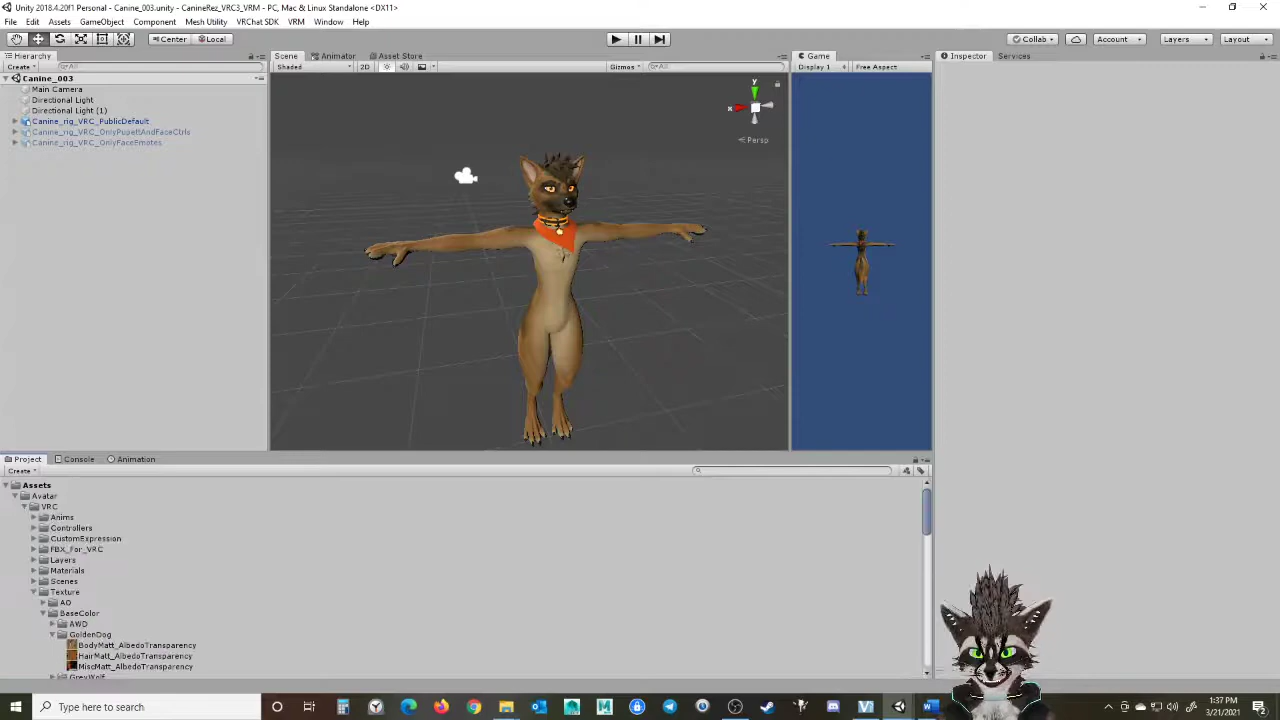 Unity 2018.4.20f1 Personal - Canine_003.unity - CanineRez_VRC3_VRM - PC, Mac & Linux Standalone <DX11>
File Edit Assets GameObject Component Mesh Utility VRChat SDK VRM Window Help
Center Local Collab Account Layers Layout
Hierarchy Scene Animator Asset Store Game Inspector Services
Create All Shaded 2D Gizmos All Display 1 Free Aspect
Canine_003
Main Camera
Directional Light
Directional Light (1)
Canine_rig_VRC_PublicDefault
Canine_rig_VRC_OnlyPupettAndFaceCtrls
Canine_rig_VRC_OnlyFaceEmotes
y
x
Persp
Project Console Animation
Create
Assets
Avatar
VRC
Anims
Controllers
CustomExpression
FBX_For_VRC
Layers
Materials
Scenes
Texture
AO
BaseColor
AWD
GoldenDog
BodyMatt_AlbedoTransparency
HairMatt_AlbedoTransparency
MiscMatt_AlbedoTransparency
GreyWolf
Type here to search
1:37 PM
3/21/2021